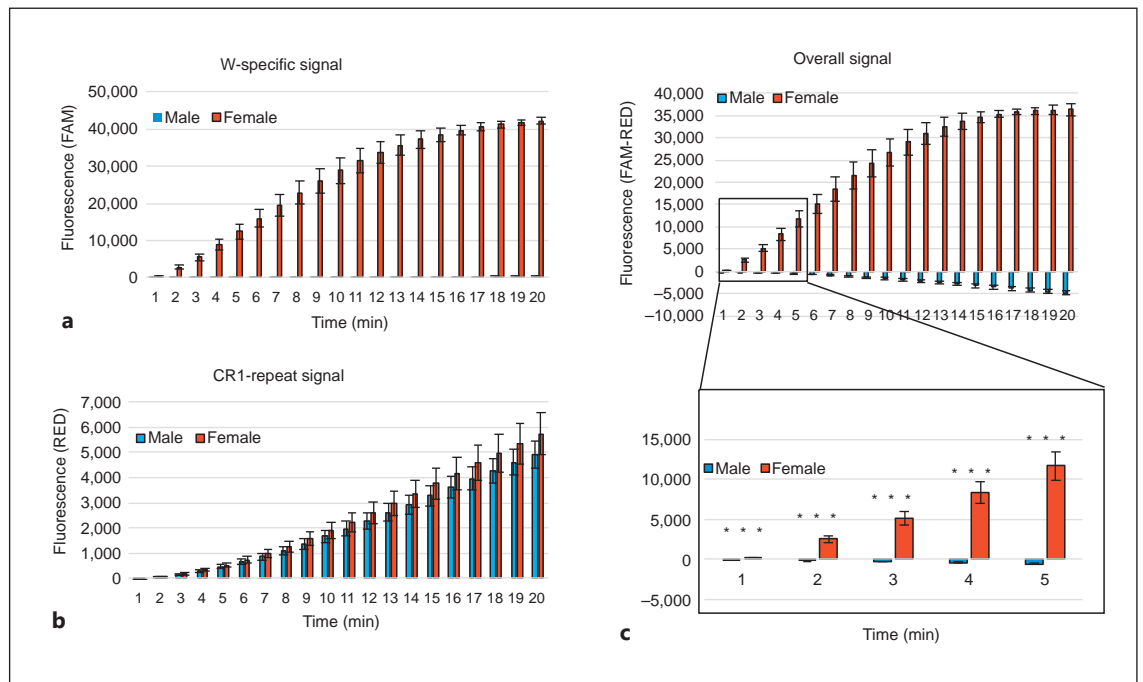 W-specific signal
50,000
40,000
30,000
20,000
10,000
0
Fluorescence (FAM)
Male Female
1 2 3 4 5 6 7 8 9 10 11 12 13 14 15 16 17 18 19 20
Time (min)
a
CR1-repeat signal
7,000
6,000
5,000
4,000
3,000
2,000
1,000
0
Fluorescence (RED)
Male Female
1 2 3 4 5 6 7 8 9 10 11 12 13 14 15 16 17 18 19 20
Time (min)
b
Overall signal
40,000
35,000
30,000
25,000
20,000
15,000
10,000
5,000
0
–5,000
–10,000
Fluorescence (FAM-RED)
Male Female
1 2 3 4 5 6 7 8 9 10 11 12 13 14 15 16 17 18 19 20
15,000
10,000
5,000
0
–5,000
Male Female
* * *
* * *
* * *
* * *
* * *
1 2 3 4 5
Time (min)
c